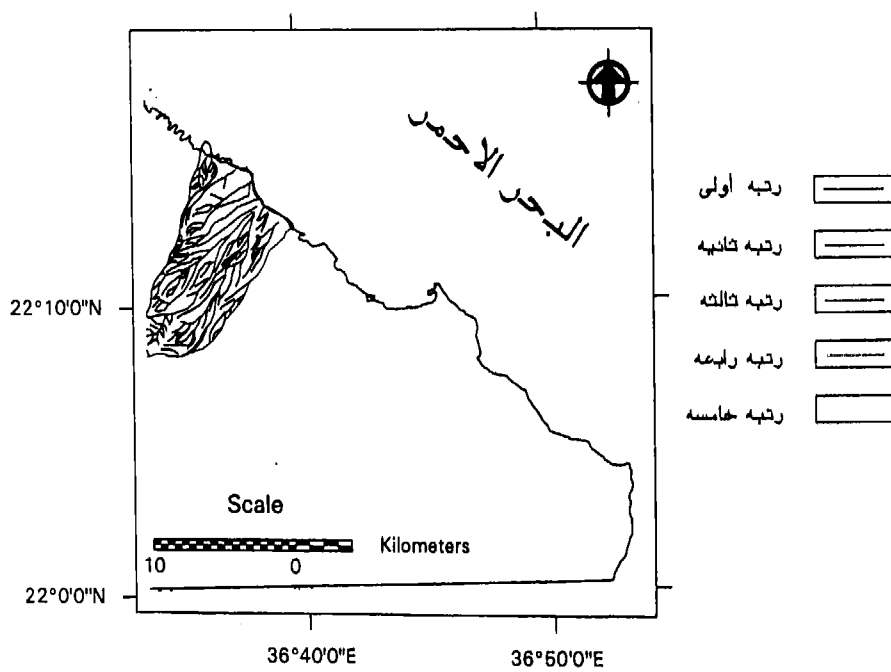 البحر الاحمر
رتبه أولى
رتبه ثانيه
رتبه ثالثه
رتبه رابعه
رتبه خامسه
22°10'0"N
Scale
Kilometers
10 0
22°0'0"N
36°40'0"E 36°50'0"E